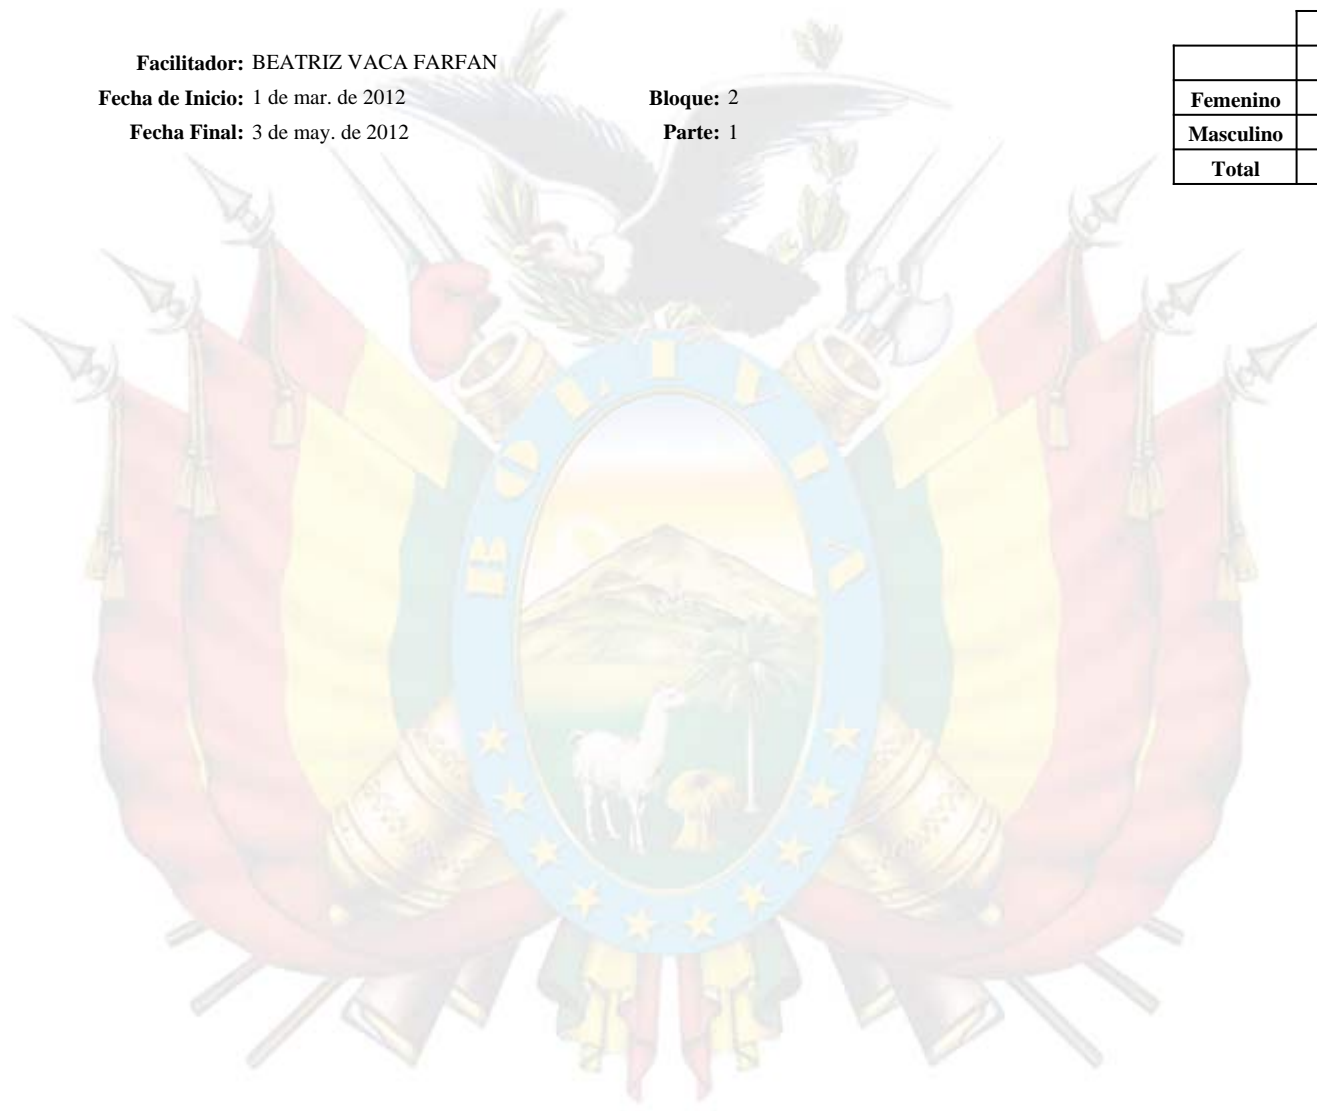 Facilitador: BEATRIZ VACA FARFAN
Fecha de Inicio: 1 de mar. de 2012 Bloque: 2
Fecha Final: 3 de may. de 2012 Parte: 1
Femenino
Masculino
Total
BOLIVIA